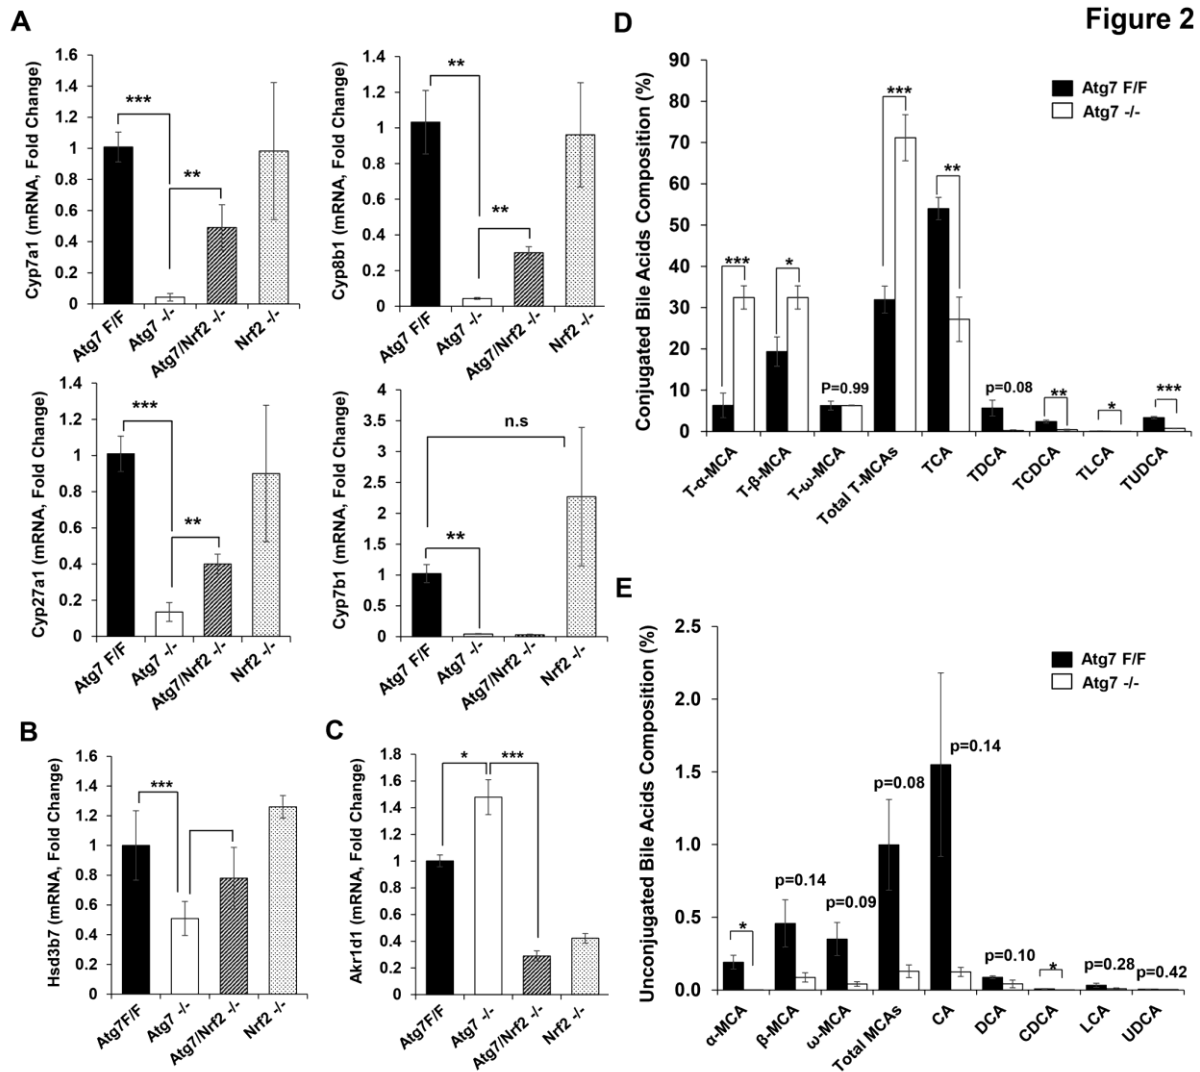 Figure 2
A
Cyp7a1 (mRNA, Fold Change)
1.6
1.4
1.2
1
0.8
0.6
0.4
0.2
0
***
**
Atg7 F/F
Atg7 -/-
Atg7/Nrf2 -/-
Nrf2 -/-
Cyp8b1 (mRNA, Fold Change)
1.4
1.2
1
0.8
0.6
0.4
0.2
0
**
**
Atg7 F/F
Atg7 -/-
Atg7/Nrf2 -/-
Nrf2 -/-
Cyp27a1 (mRNA, Fold Change)
1.4
1.2
1
0.8
0.6
0.4
0.2
0
***
**
Atg7 F/F
Atg7 -/-
Atg7/Nrf2 -/-
Nrf2 -/-
Cyp7b1 (mRNA, Fold Change)
4
3.5
3
2.5
2
1.5
1
0.5
0
n.s
**
Atg7 F/F
Atg7 -/-
Atg7/Nrf2 -/-
Nrf2 -/-
B
Hsd3b7 (mRNA, Fold Change)
1.6
1.4
1.2
1
0.8
0.6
0.4
0.2
0
***
Atg7F/F
Atg7 -/-
Atg7/Nrf2 -/-
Nrf2 -/-
C
Akr1d1 (mRNA, Fold Change)
1.8
1.6
1.4
1.2
1
0.8
0.6
0.4
0.2
0
*
***
Atg7F/F
Atg7 -/-
Atg7/Nrf2 -/-
Nrf2 -/-
D
Conjugated Bile Acids Composition (%)
90
80
70
60
50
40
30
20
10
0
Atg7 F/F
Atg7 -/-
***
*
P=0.99
***
**
p=0.08
**
*
***
T-α-MCA
T-β-MCA
T-ω-MCA
Total T-MCAs
TCA
TDCA
TCDCA
TLCA
TUDCA
E
Unconjugated Bile Acids Composition (%)
2.5
2.0
1.5
1.0
0.5
0.0
Atg7 F/F
Atg7 -/-
*
p=0.14
p=0.09
p=0.08
p=0.14
p=0.10
*
p=0.28
p=0.42
α-MCA
β-MCA
ω-MCA
Total MCAs
CA
DCA
CDCA
LCA
UDCA